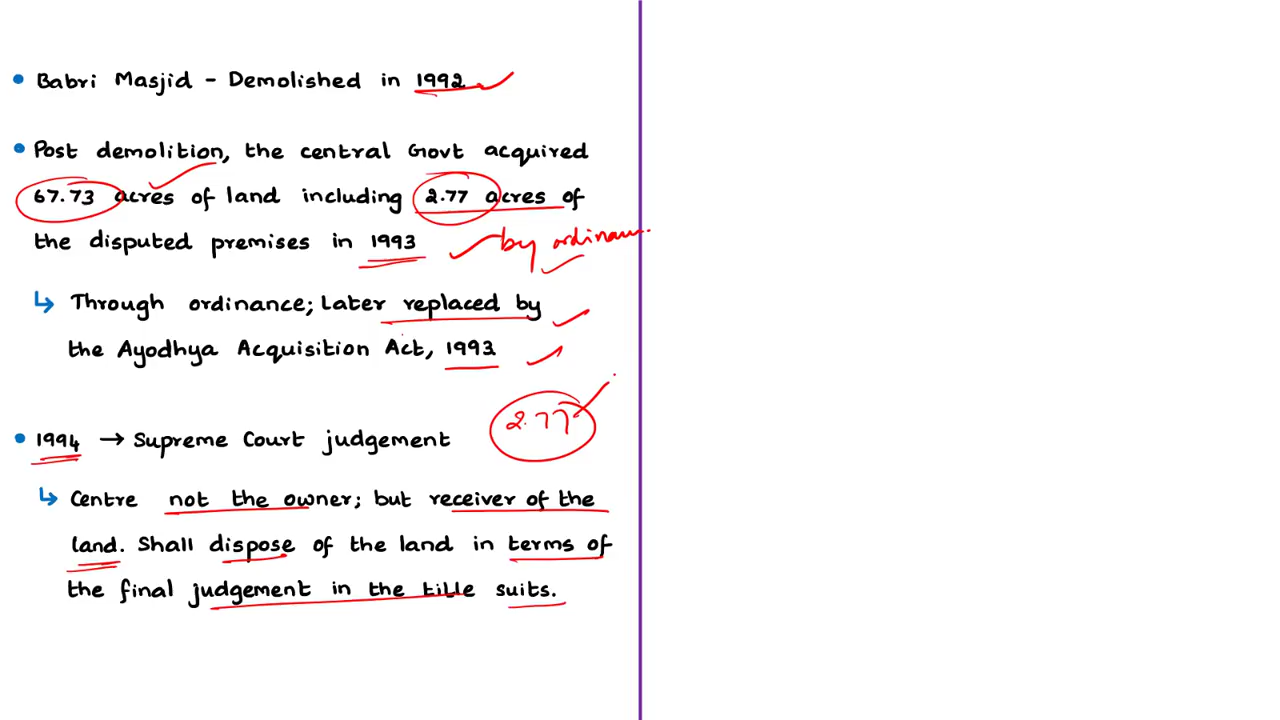 Babri Masjid - Demolished in 1992
Post demolition, the central Govt acquired
67.73 acres of land including 2.77 acres of
the disputed premises in 1993
by
Through ordinance; Later replaced by
the Ayodhya Acquisition Act, 1993
2.77
1994 → Supreme Court judgement
Centre not the owner; but receiver of the
land. Shall dispose of the land in terms of
the final judgement in the title suits.